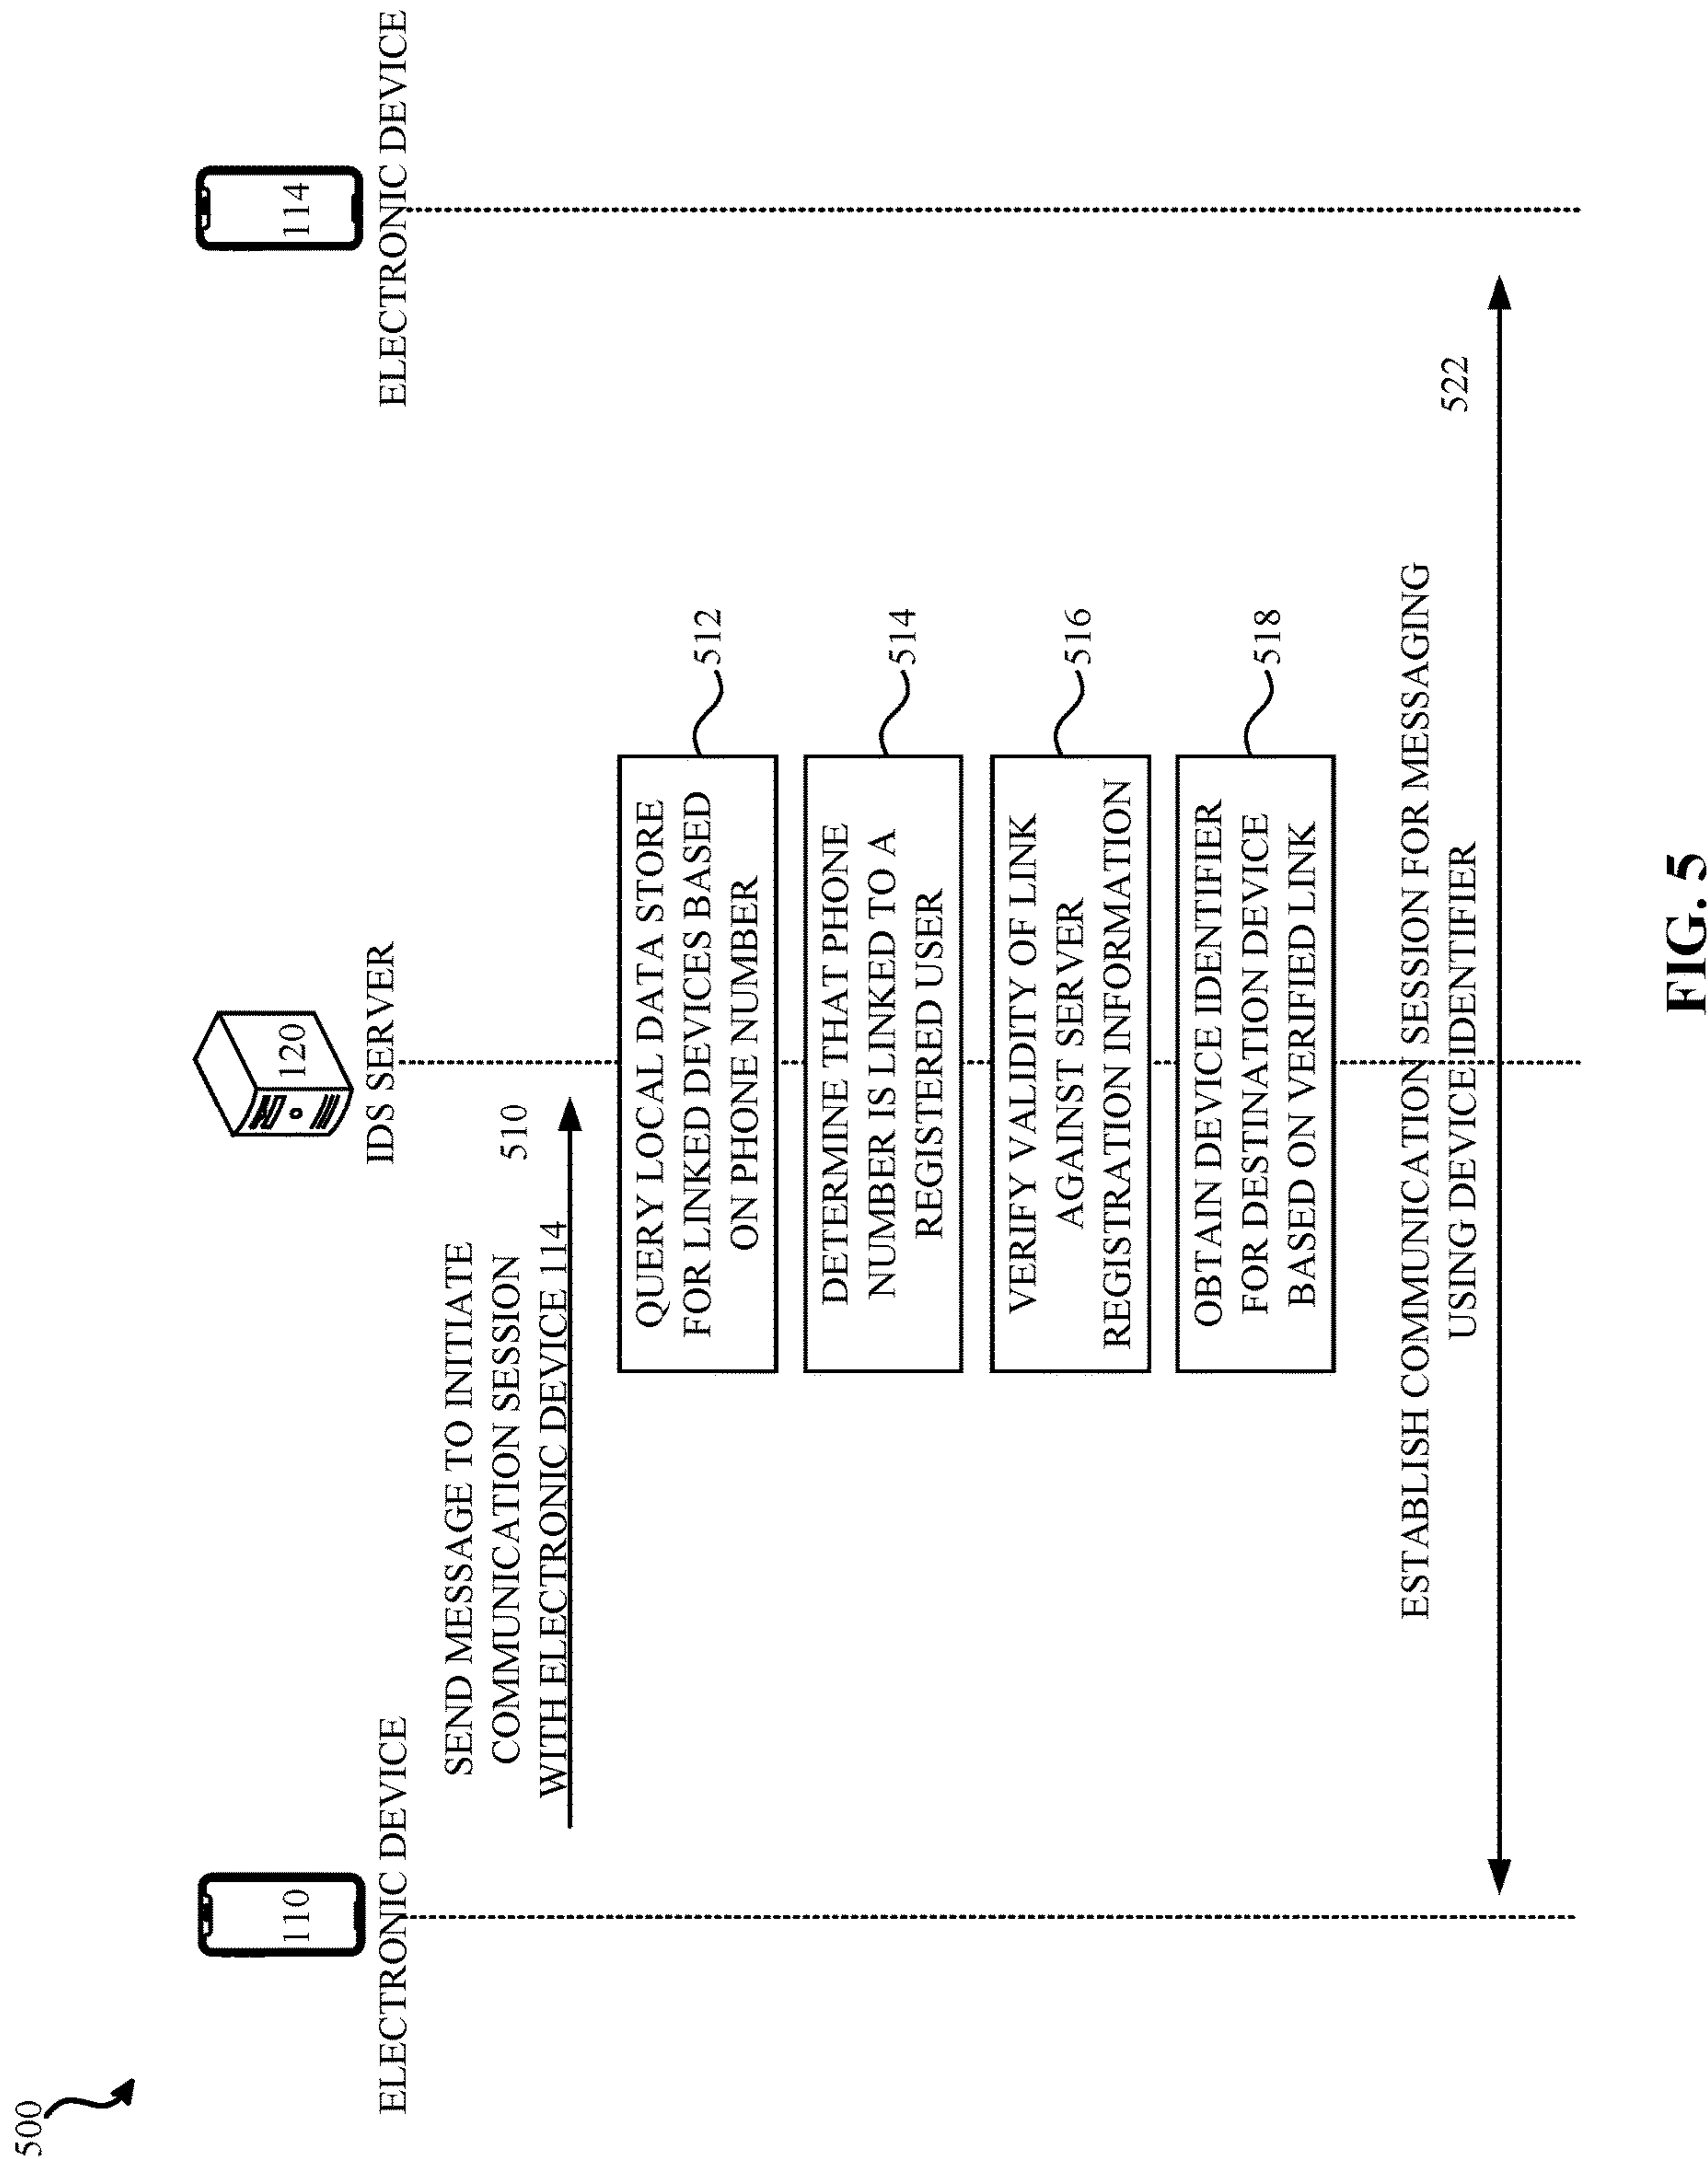 500
110
ELECTRONIC DEVICE
120
IDS SERVER
114
ELECTRONIC DEVICE
SEND MESSAGE TO INITIATE
COMMUNICATION SESSION
WITH ELECTRONIC DEVICE 114
510
QUERY LOCAL DATA STORE
FOR LINKED DEVICES BASED
ON PHONE NUMBER
512
DETERMINE THAT PHONE
NUMBER IS LINKED TO A
REGISTERED USER
514
VERIFY VALIDITY OF LINK
AGAINST SERVER
REGISTRATION INFORMATION
516
OBTAIN DEVICE IDENTIFIER
FOR DESTINATION DEVICE
BASED ON VERIFIED LINK
518
ESTABLISH COMMUNICATION SESSION FOR MESSAGING
USING DEVICE IDENTIFIER
522
FIG. 5